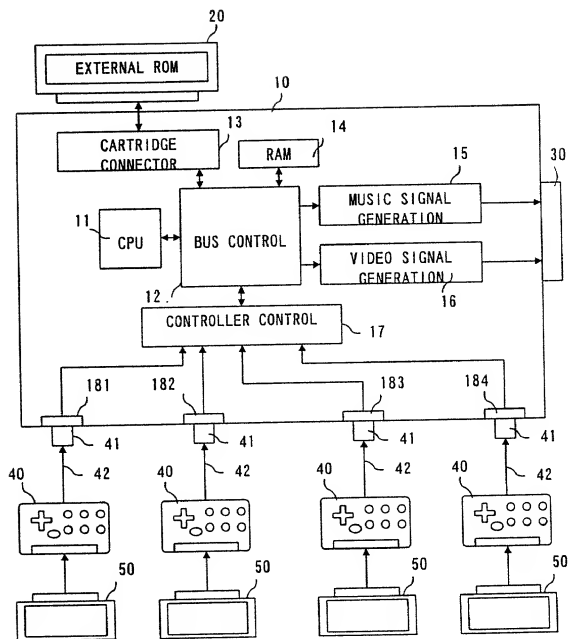 20
EXTERNAL ROM
10
13
14
CARTRIDGE
CONNECTOR
RAM
15
30
11
CPU
BUS CONTROL
MUSIC SIGNAL
GENERATION
VIDEO SIGNAL
GENERATION
12.
16
CONTROLLER CONTROL
17
181
182
183
184
41
41
41
41
42
42
42
42
40
40
40
40
50
50
50
50